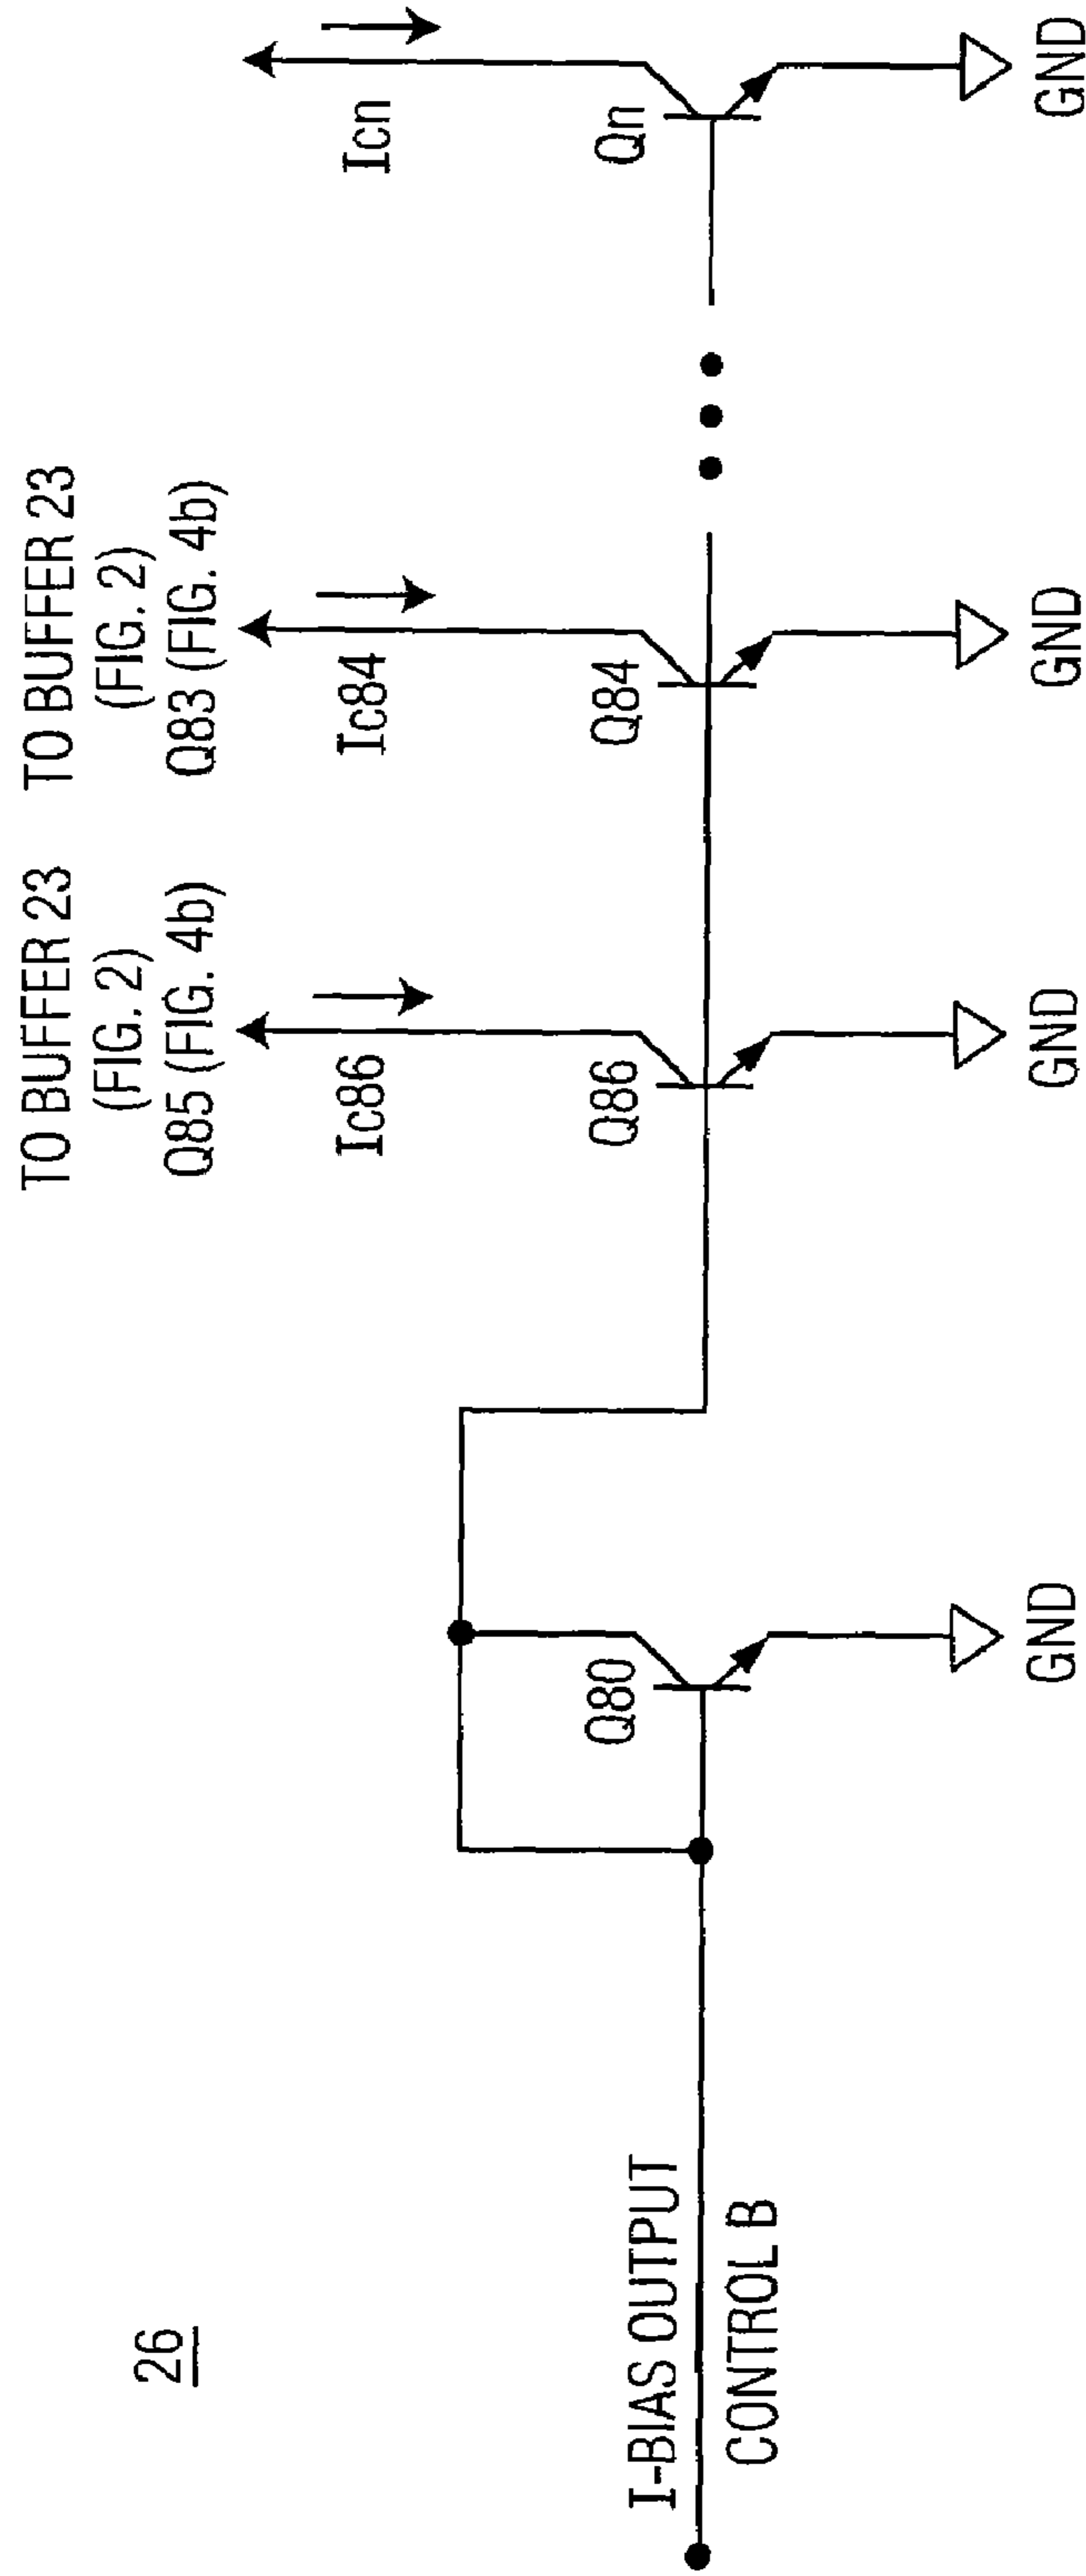 26
I-BIAS OUTPUT
CONTROL B
Q80
GND
TO BUFFER 23
(FIG. 2)
Q85 (FIG. 4b)
Ic86
Q86
GND
TO BUFFER 23
(FIG. 2)
Q83 (FIG. 4b)
Ic84
Q84
GND
Icn
Qn
GND